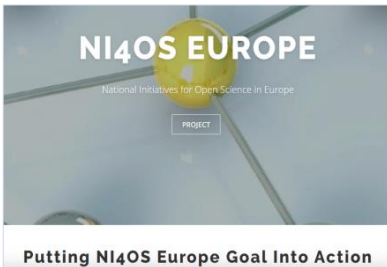 NI4OS EUROPE
National Initiatives for Open Science in Europe
PROJECT
Putting NI4OS Europe Goal Into Action